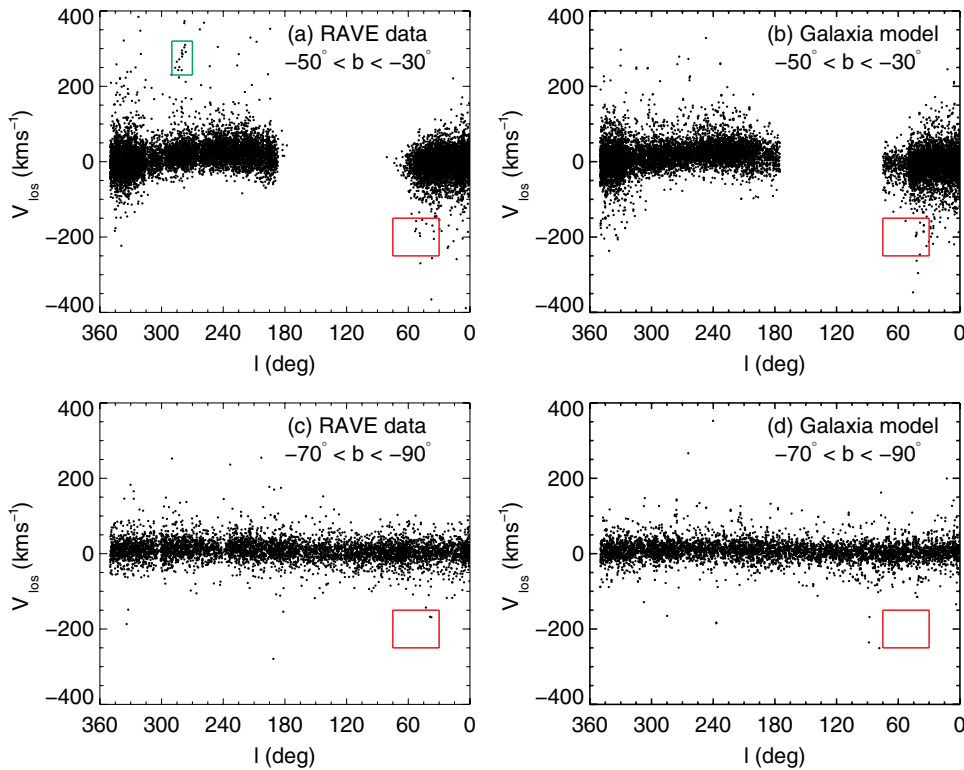 (a) RAVE data
−50° < b < −30°
400
200
0
−200
−400
V_los (kms⁻¹)
360 300 240 180 120 60 0
l (deg)
(b) Galaxia model
−50° < b < −30°
400
200
0
−200
−400
V_los (kms⁻¹)
360 300 240 180 120 60 0
l (deg)
(c) RAVE data
−70° < b < −90°
400
200
0
−200
−400
V_los (kms⁻¹)
360 300 240 180 120 60 0
l (deg)
(d) Galaxia model
−70° < b < −90°
400
200
0
−200
−400
V_los (kms⁻¹)
360 300 240 180 120 60 0
l (deg)